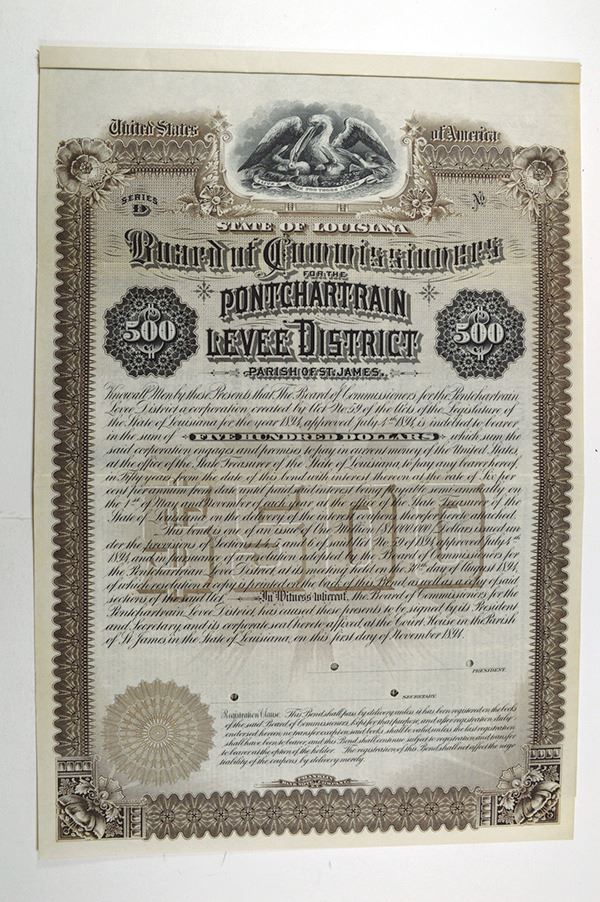 United States of America
SERIES D No
STATE OF LOUISIANA
Board of Commissioners
FOR THE
PONTCHARTRAIN
500 LEVEE DISTRICT 500
PARISH OF ST. JAMES.
Know all Men by these Presents that The Board of Commissioners for the Pontchartrain
Levee District a corporation created by Act No. 59 of the Acts of the Legislature of
the State of Louisiana for the year 1894, approved July 4th 1894, is indebted to bearer
in the sum of FIVE HUNDRED DOLLARS which sum the
said corporation engages and promises to pay in current money of the United States,
at the office of the State Treasurer of the State of Louisiana, to pay any bearer hereof,
Fifty years from the date of this bond with interest thereon at the rate of Six per
cent per annum from date until paid, said interest being payable semi-annually on
the 1st of May and November of each year at the office of the State Treasurer of the
State of Louisiana on the delivery of the interest coupons hereunto attached.
This bond is one of an issue of One Million Dollars issued un-
der the provisions of Sections of Act No. of 1894, approved July 4th
1894, and in pursuance of a resolution adopted by the Board of Commissioners for
the Pontchartrain Levee District at its meeting held on the 30th day of August 1894,
of which resolution a copy is printed on the back of this Bond as well as a copy of said
sections of the said Act. In Witness whereof, the Board of Commissioners for the
Pontchartrain Levee District has caused these presents to be signed by its President
and Secretary, and its corporate seal hereto affixed, at the Court House in the Parish
of St. James in the State of Louisiana, on this first day of November 1894.
$500
PRESIDENT.
SECRETARY.
Registration Clause. This Bond shall pass by delivery unless it has been registered on the books
of the said Board of Commissioners kept for that purpose, and after registration duly
endorsed hereon no transfer except on said books shall be valid, unless the last registration
shall have been to bearer, and this Bond shall continue subject to registration and transfer
to bearer at the option of the holder. The registration of this Bond shall not affect the nego-
tiability of the coupons by delivery merely.
FRANKLIN
BANK NOTE COMPANY